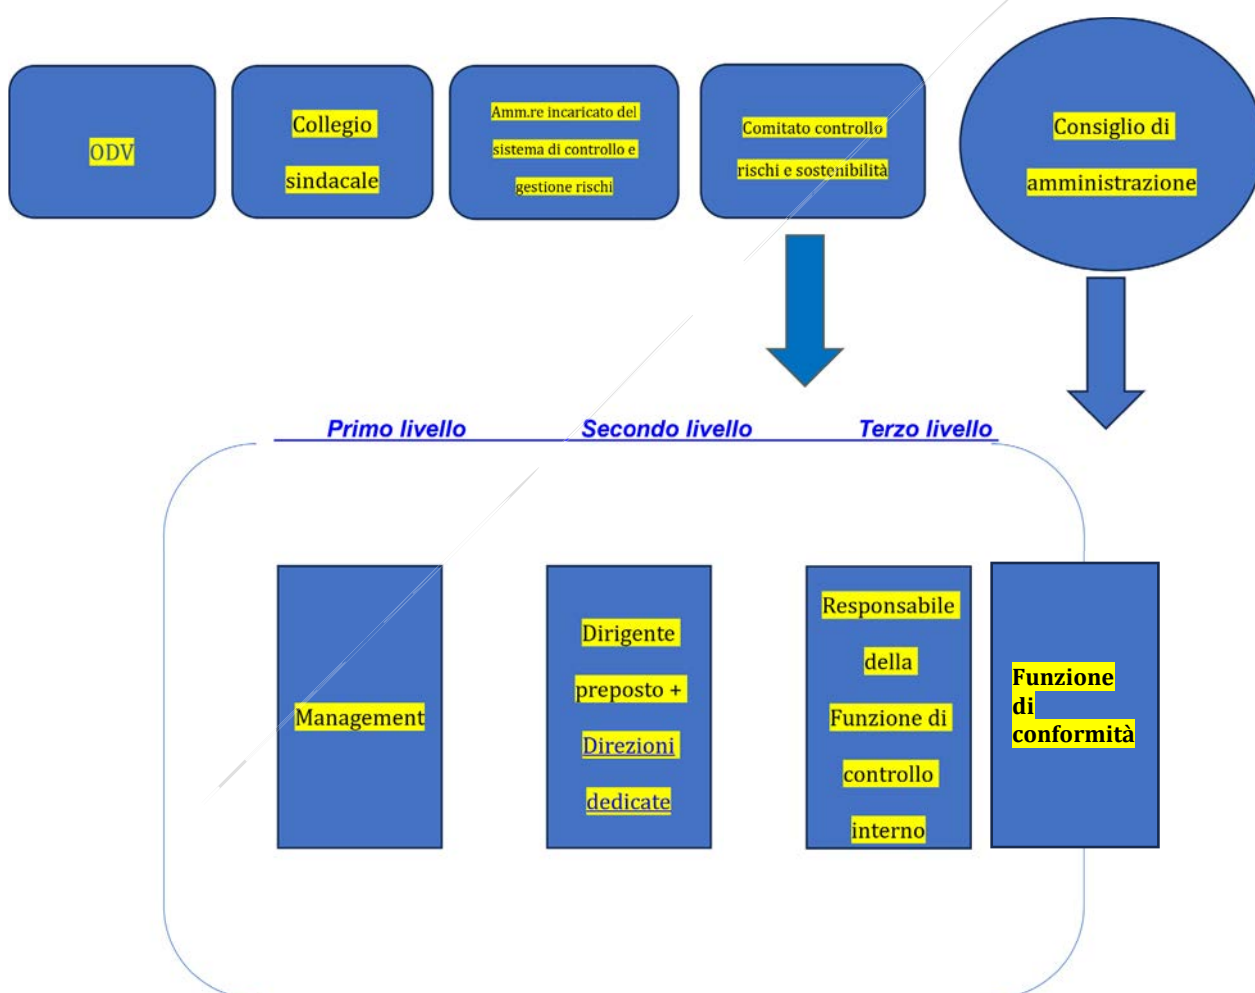 ODV
Collegio
sindacale
Amm.re incaricato del
sistema di controllo e
gestione rischi
Comitato controllo
rischi e sostenibilità
Consiglio di
amministrazione
Primo livello
Secondo livello
Terzo livello
Management
Dirigente
preposto +
Direzioni
dedicate
Responsabile
della
Funzione di
controllo
interno
Funzione
di
conformità